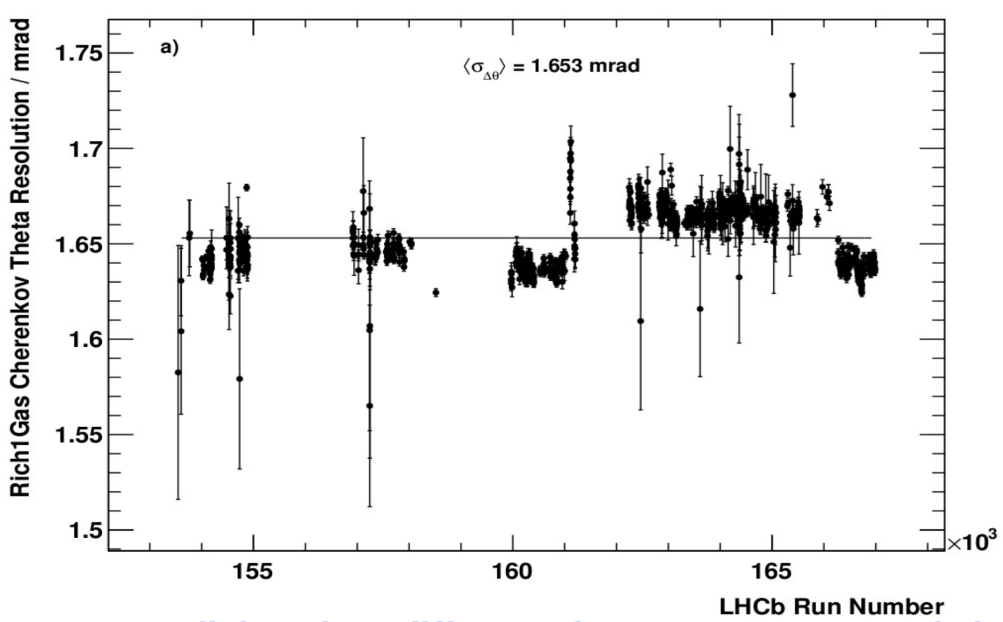 a)
⟨σ_Δθ⟩ = 1.653 mrad
Rich1Gas Cherenkov Theta Resolution / mrad
1.75
1.7
1.65
1.6
1.55
1.5
155
160
165
×10³
LHCb Run Number